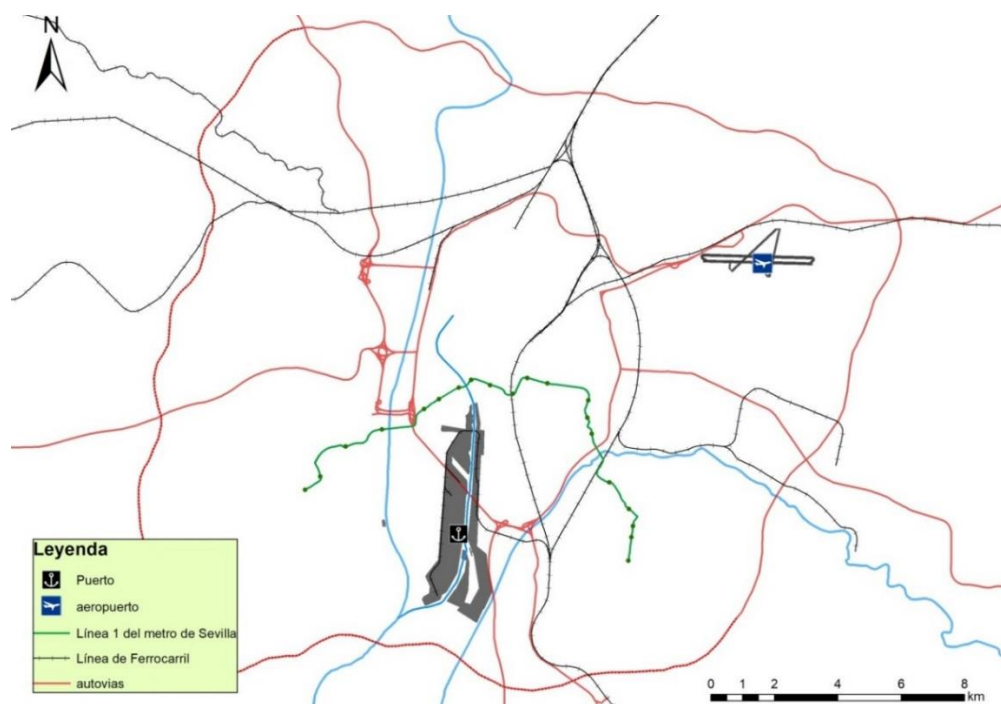 N
Leyenda
Puerto
aeropuerto
Línea 1 del metro de Sevilla
Línea de Ferrocarril
autovias
0 1 2 4 6 8
km